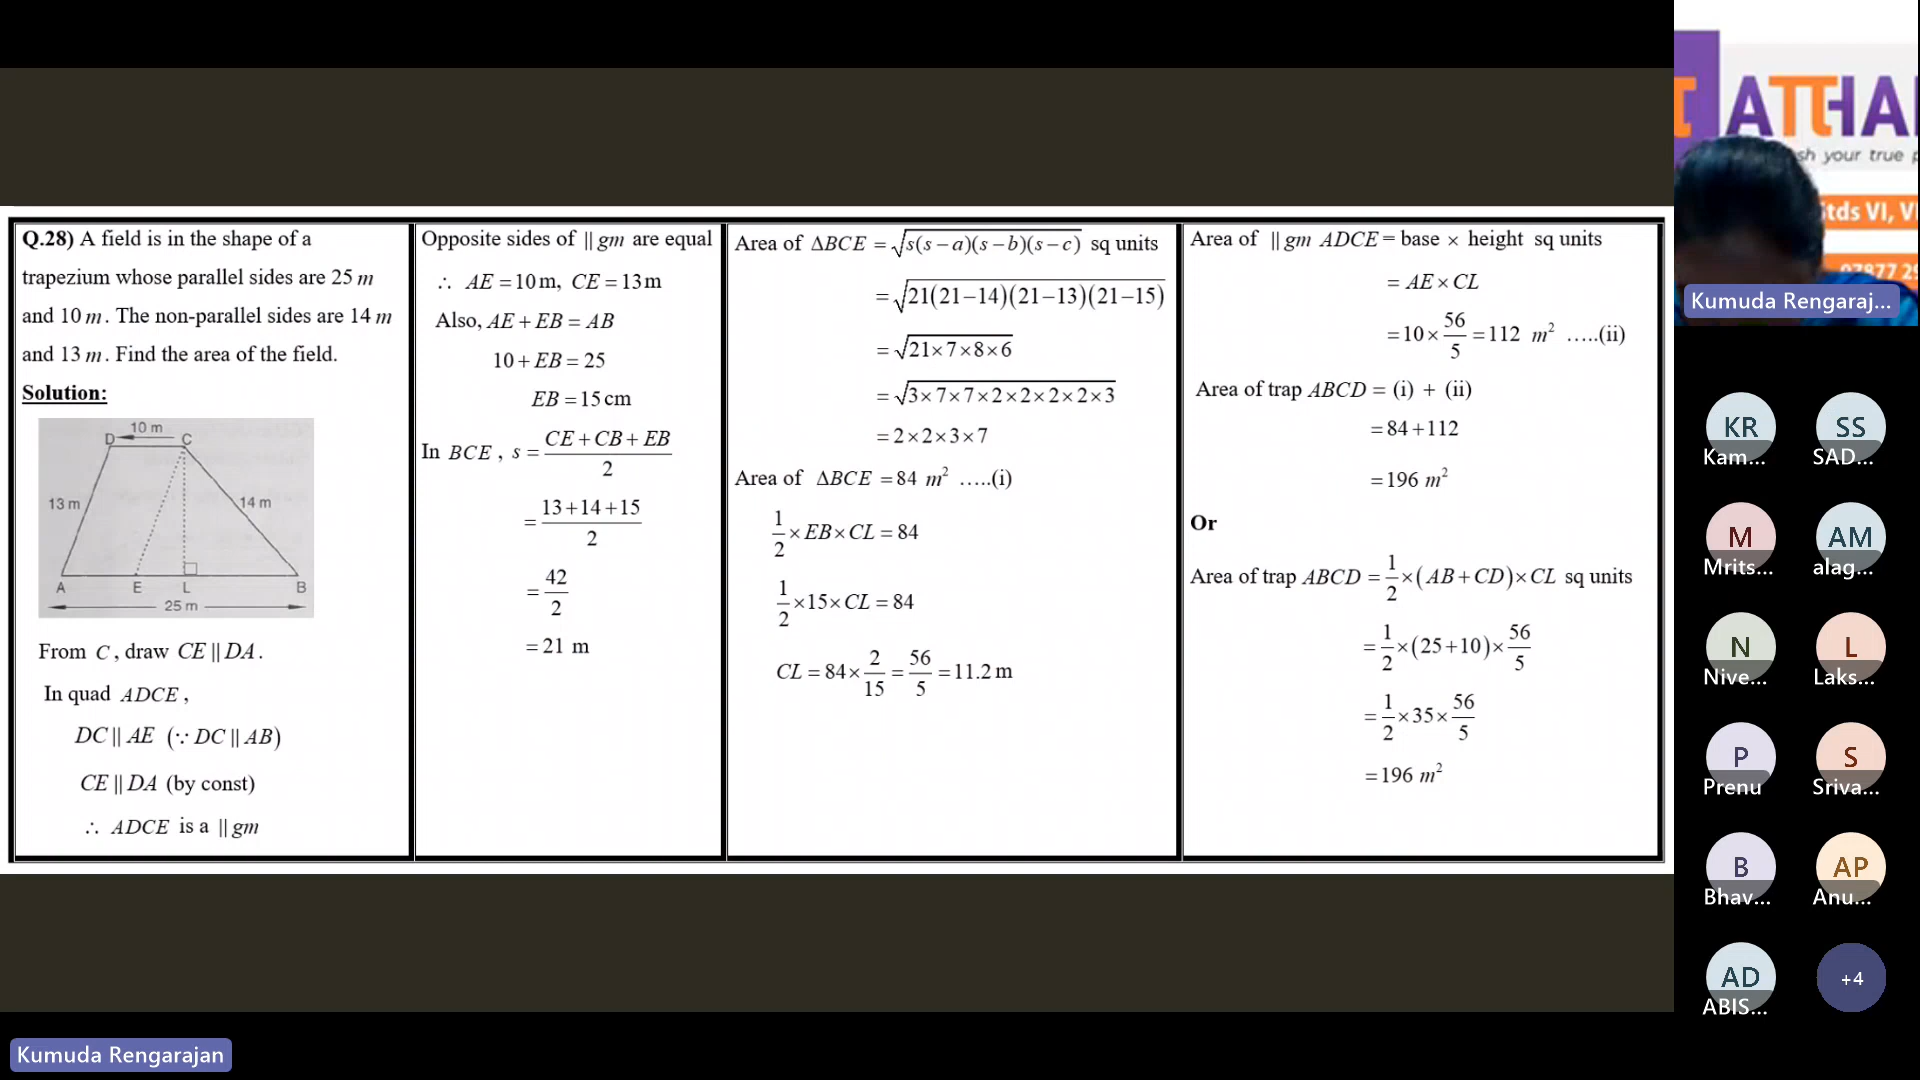 Q.28) A field is in the shape of a
trapezium whose parallel sides are 25 m
and 10 m. The non-parallel sides are 14 m
and 13 m. Find the area of the field.
Solution:
10 m
D C
13 m 14 m
A E L B
25 m
From C, draw CE || DA.
In quad ADCE,
DC || AE (∵ DC || AB)
CE || DA (by const)
∴ ADCE is a || gm
Opposite sides of || gm are equal
∴ AE = 10 m, CE = 13 m
Also, AE + EB = AB
10 + EB = 25
EB = 15 cm
In BCE, s = (CE + CB + EB)/2
= (13+14+15)/2
= 42/2
= 21 m
Area of ΔBCE = √(s(s−a)(s−b)(s−c)) sq units
= √(21(21−14)(21−13)(21−15))
= √(21×7×8×6)
= √(3×7×7×2×2×2×2×3)
= 2×2×3×7
Area of ΔBCE = 84 m² .....(i)
1/2 × EB × CL = 84
1/2 × 15 × CL = 84
CL = 84 × 2/15 = 56/5 = 11.2 m
Area of || gm ADCE = base × height sq units
= AE × CL
= 10 × 56/5 = 112 m² .....(ii)
Area of trap ABCD = (i) + (ii)
= 84+112
= 196 m²
Or
Area of trap ABCD = 1/2 × (AB + CD) × CL sq units
= 1/2 × (25+10) × 56/5
= 1/2 × 35 × 56/5
= 196 m²
Kumuda Rengarajan
sh your true
Stds VI, VI
97877 29
Kumuda Rengaraj...
KR SS
Kam... SAD...
M AM
Mrits... alag...
N L
Nive... Laks...
P S
Prenu Sriva...
B AP
Bhav... Anu...
AD +4
ABIS...